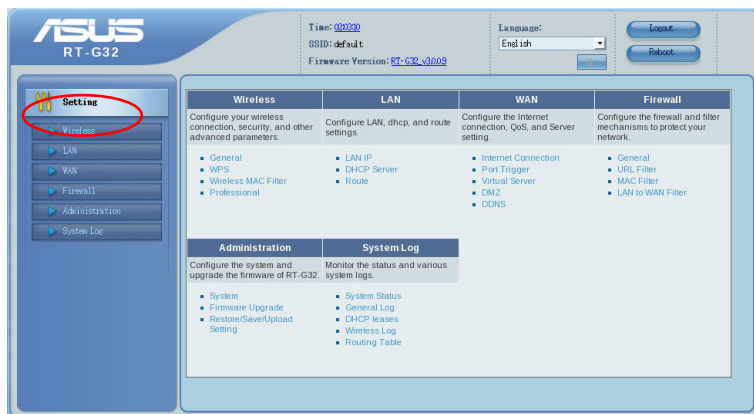 ASUS
RT-G32
Time: 02:03:10
SSID: default
Firmware Version: RT-G32_v3.0.0.9
Language:
English
Logout
Reboot
Setting
Wireless
LAN
WAN
Firewall
Administration
System Log
Wireless
Configure your wireless
connection, security, and other
advanced parameters.
General
WPS
Wireless MAC Filter
Professional
LAN
Configure LAN, dhcp, and route
settings.
LAN IP
DHCP Server
Route
WAN
Configure the Internet
connection, QoS, and Server
setting.
Internet Connection
Port Trigger
Virtual Server
DMZ
DDNS
Firewall
Configure the firewall and filter
mechanisms to protect your
network.
General
URL Filter
MAC Filter
LAN to WAN Filter
Administration
Configure the system and
upgrade the firmware of RT-G32.
System
Firmware Upgrade
Restore/Save/Upload
Setting
System Log
Monitor the status and various
system logs.
System Status
General Log
DHCP leases
Wireless Log
Routing Table